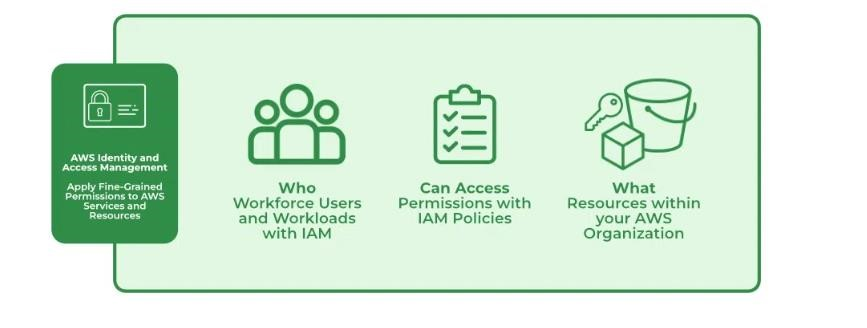 AWS Identity and
Access Management
Apply Fine-Grained
Permissions to AWS
Services and
Resources
Who
Workforce Users
and Workloads
with IAM
Can Access
Permissions with
IAM Policies
What
Resources within
your AWS
Organization